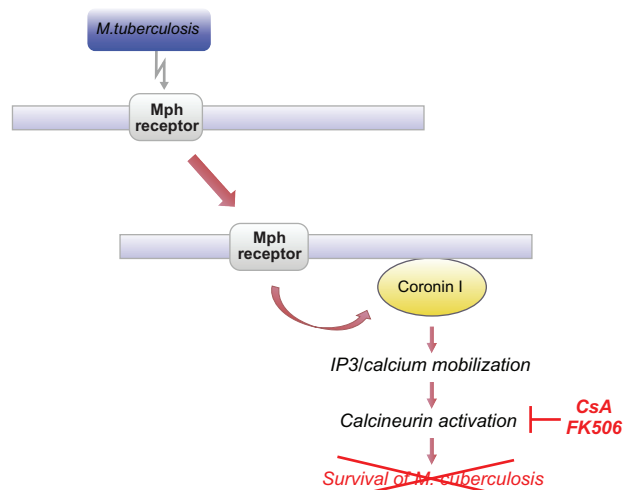 M.tuberculosis
Mph
receptor
Mph
receptor
Coronin I
IP3/calcium mobilization
Calcineurin activation
CsA
FK506
Survival of M. tuberculosis